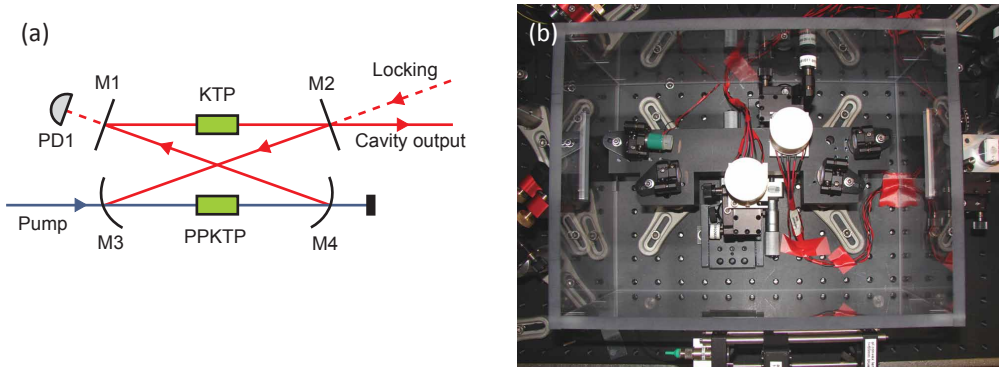 (a)
M1
KTP
M2
Locking
PD1
Cavity output
Pump
M3
PPKTP
M4
(b)